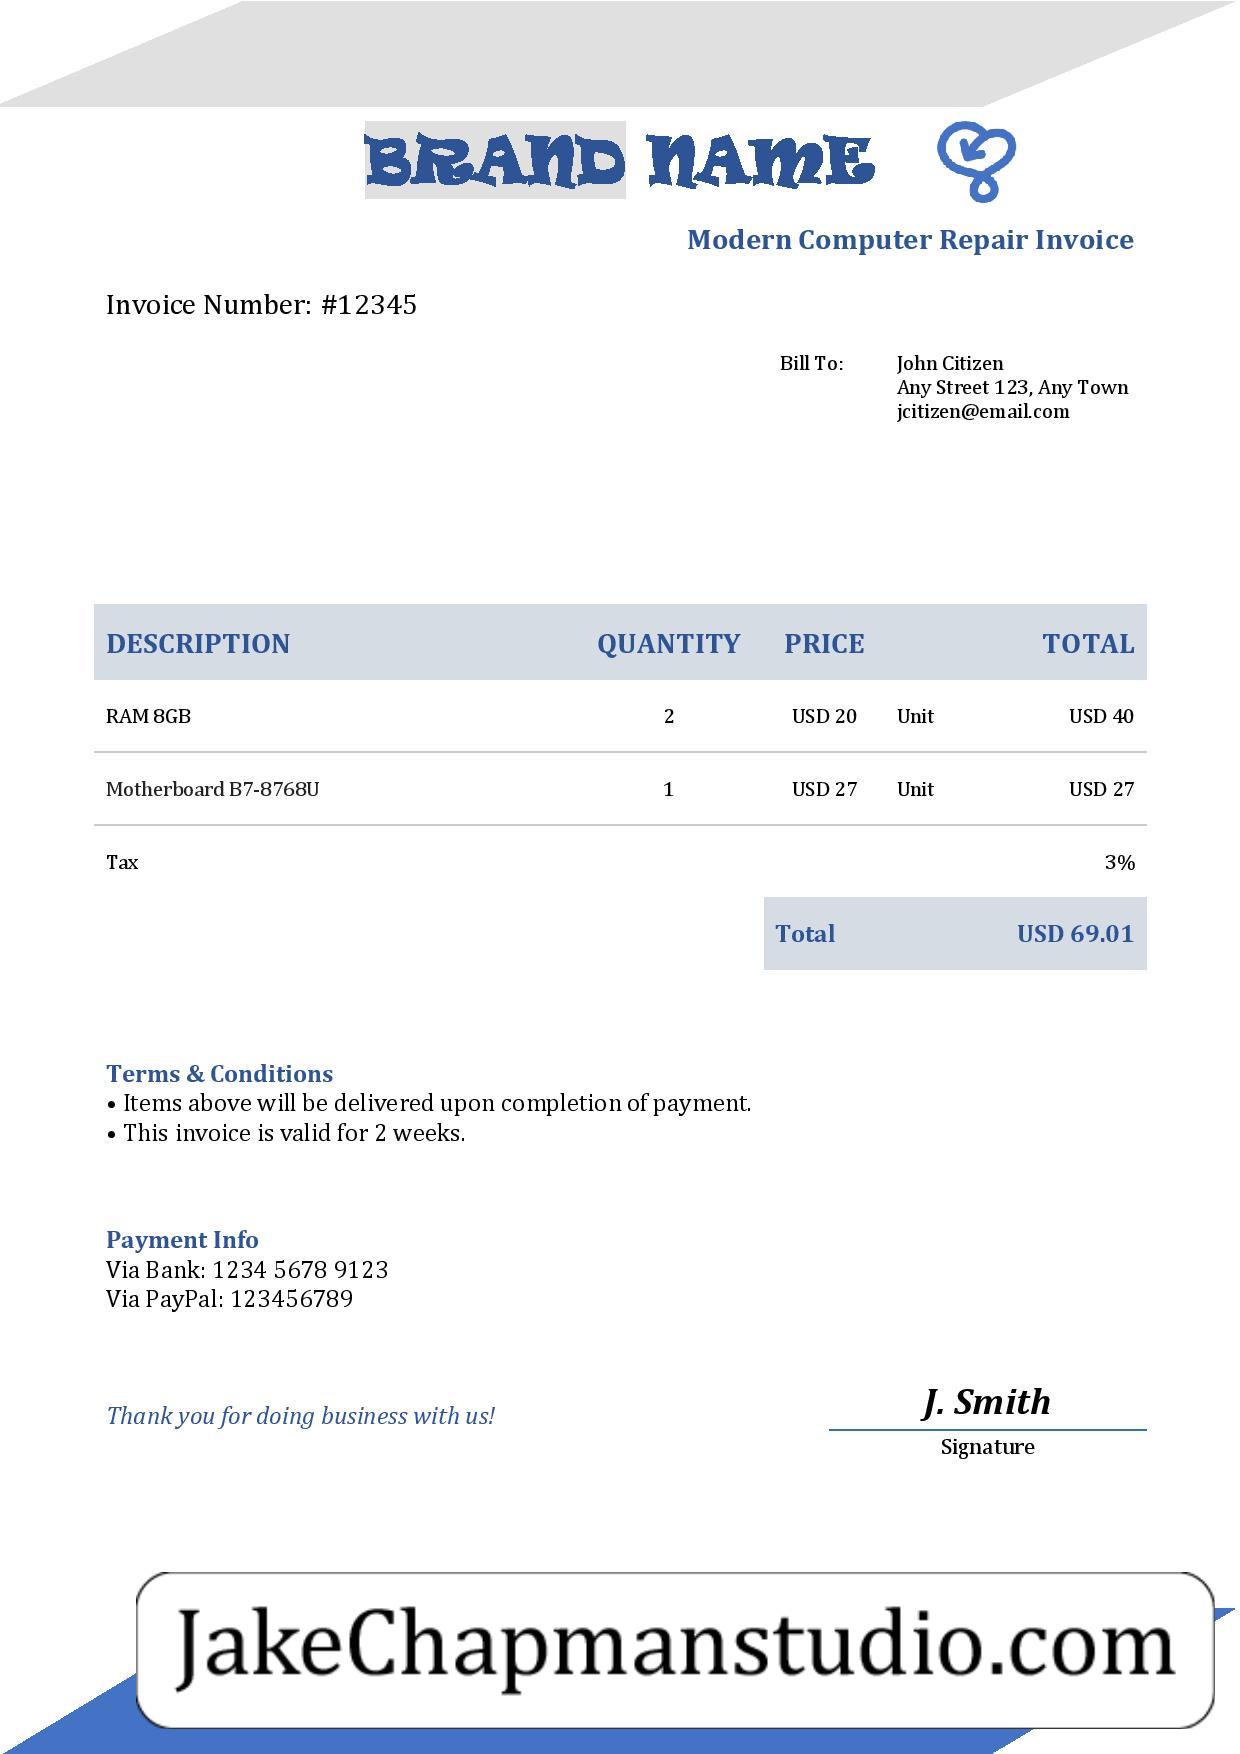 BRAND NAME
Modern Computer Repair Invoice
Invoice Number: #12345
Bill To: John Citizen
Any Street 123, Any Town
jcitizen@email.com
DESCRIPTION QUANTITY PRICE TOTAL
RAM 8GB 2 USD 20 Unit USD 40
Motherboard B7-8768U 1 USD 27 Unit USD 27
Tax 3%
Total USD 69.01
Terms & Conditions
• Items above will be delivered upon completion of payment.
• This invoice is valid for 2 weeks.
Payment Info
Via Bank: 1234 5678 9123
Via PayPal: 123456789
J. Smith
Thank you for doing business with us!
Signature
JakeChapmanstudio.com